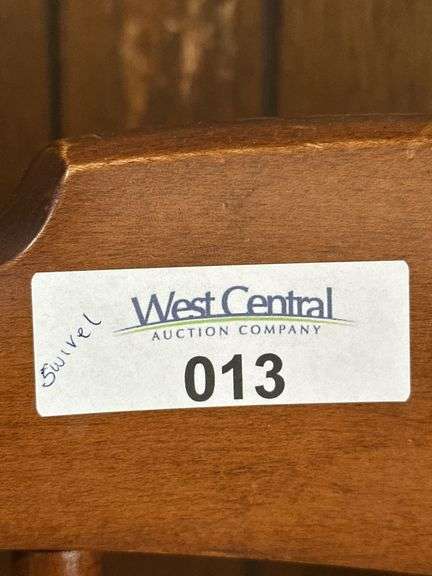 Swivel
West Central
AUCTION COMPANY
013